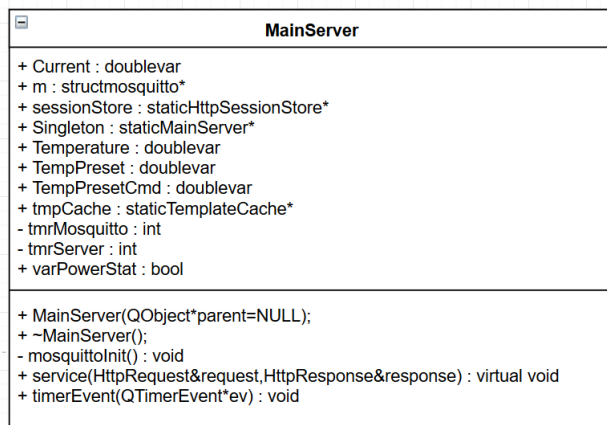 MainServer
+ Current : doublevar
+ m : structmosquitto*
+ sessionStore : staticHttpSessionStore*
+ Singleton : staticMainServer*
+ Temperature : doublevar
+ TempPreset : doublevar
+ TempPresetCmd : doublevar
+ tmpCache : staticTemplateCache*
- tmrMosquitto : int
- tmrServer : int
+ varPowerStat : bool
+ MainServer(QObject*parent=NULL);
+ ~MainServer();
- mosquittoInit() : void
+ service(HttpRequest&request,HttpResponse&response) : virtual void
+ timerEvent(QTimerEvent*ev) : void